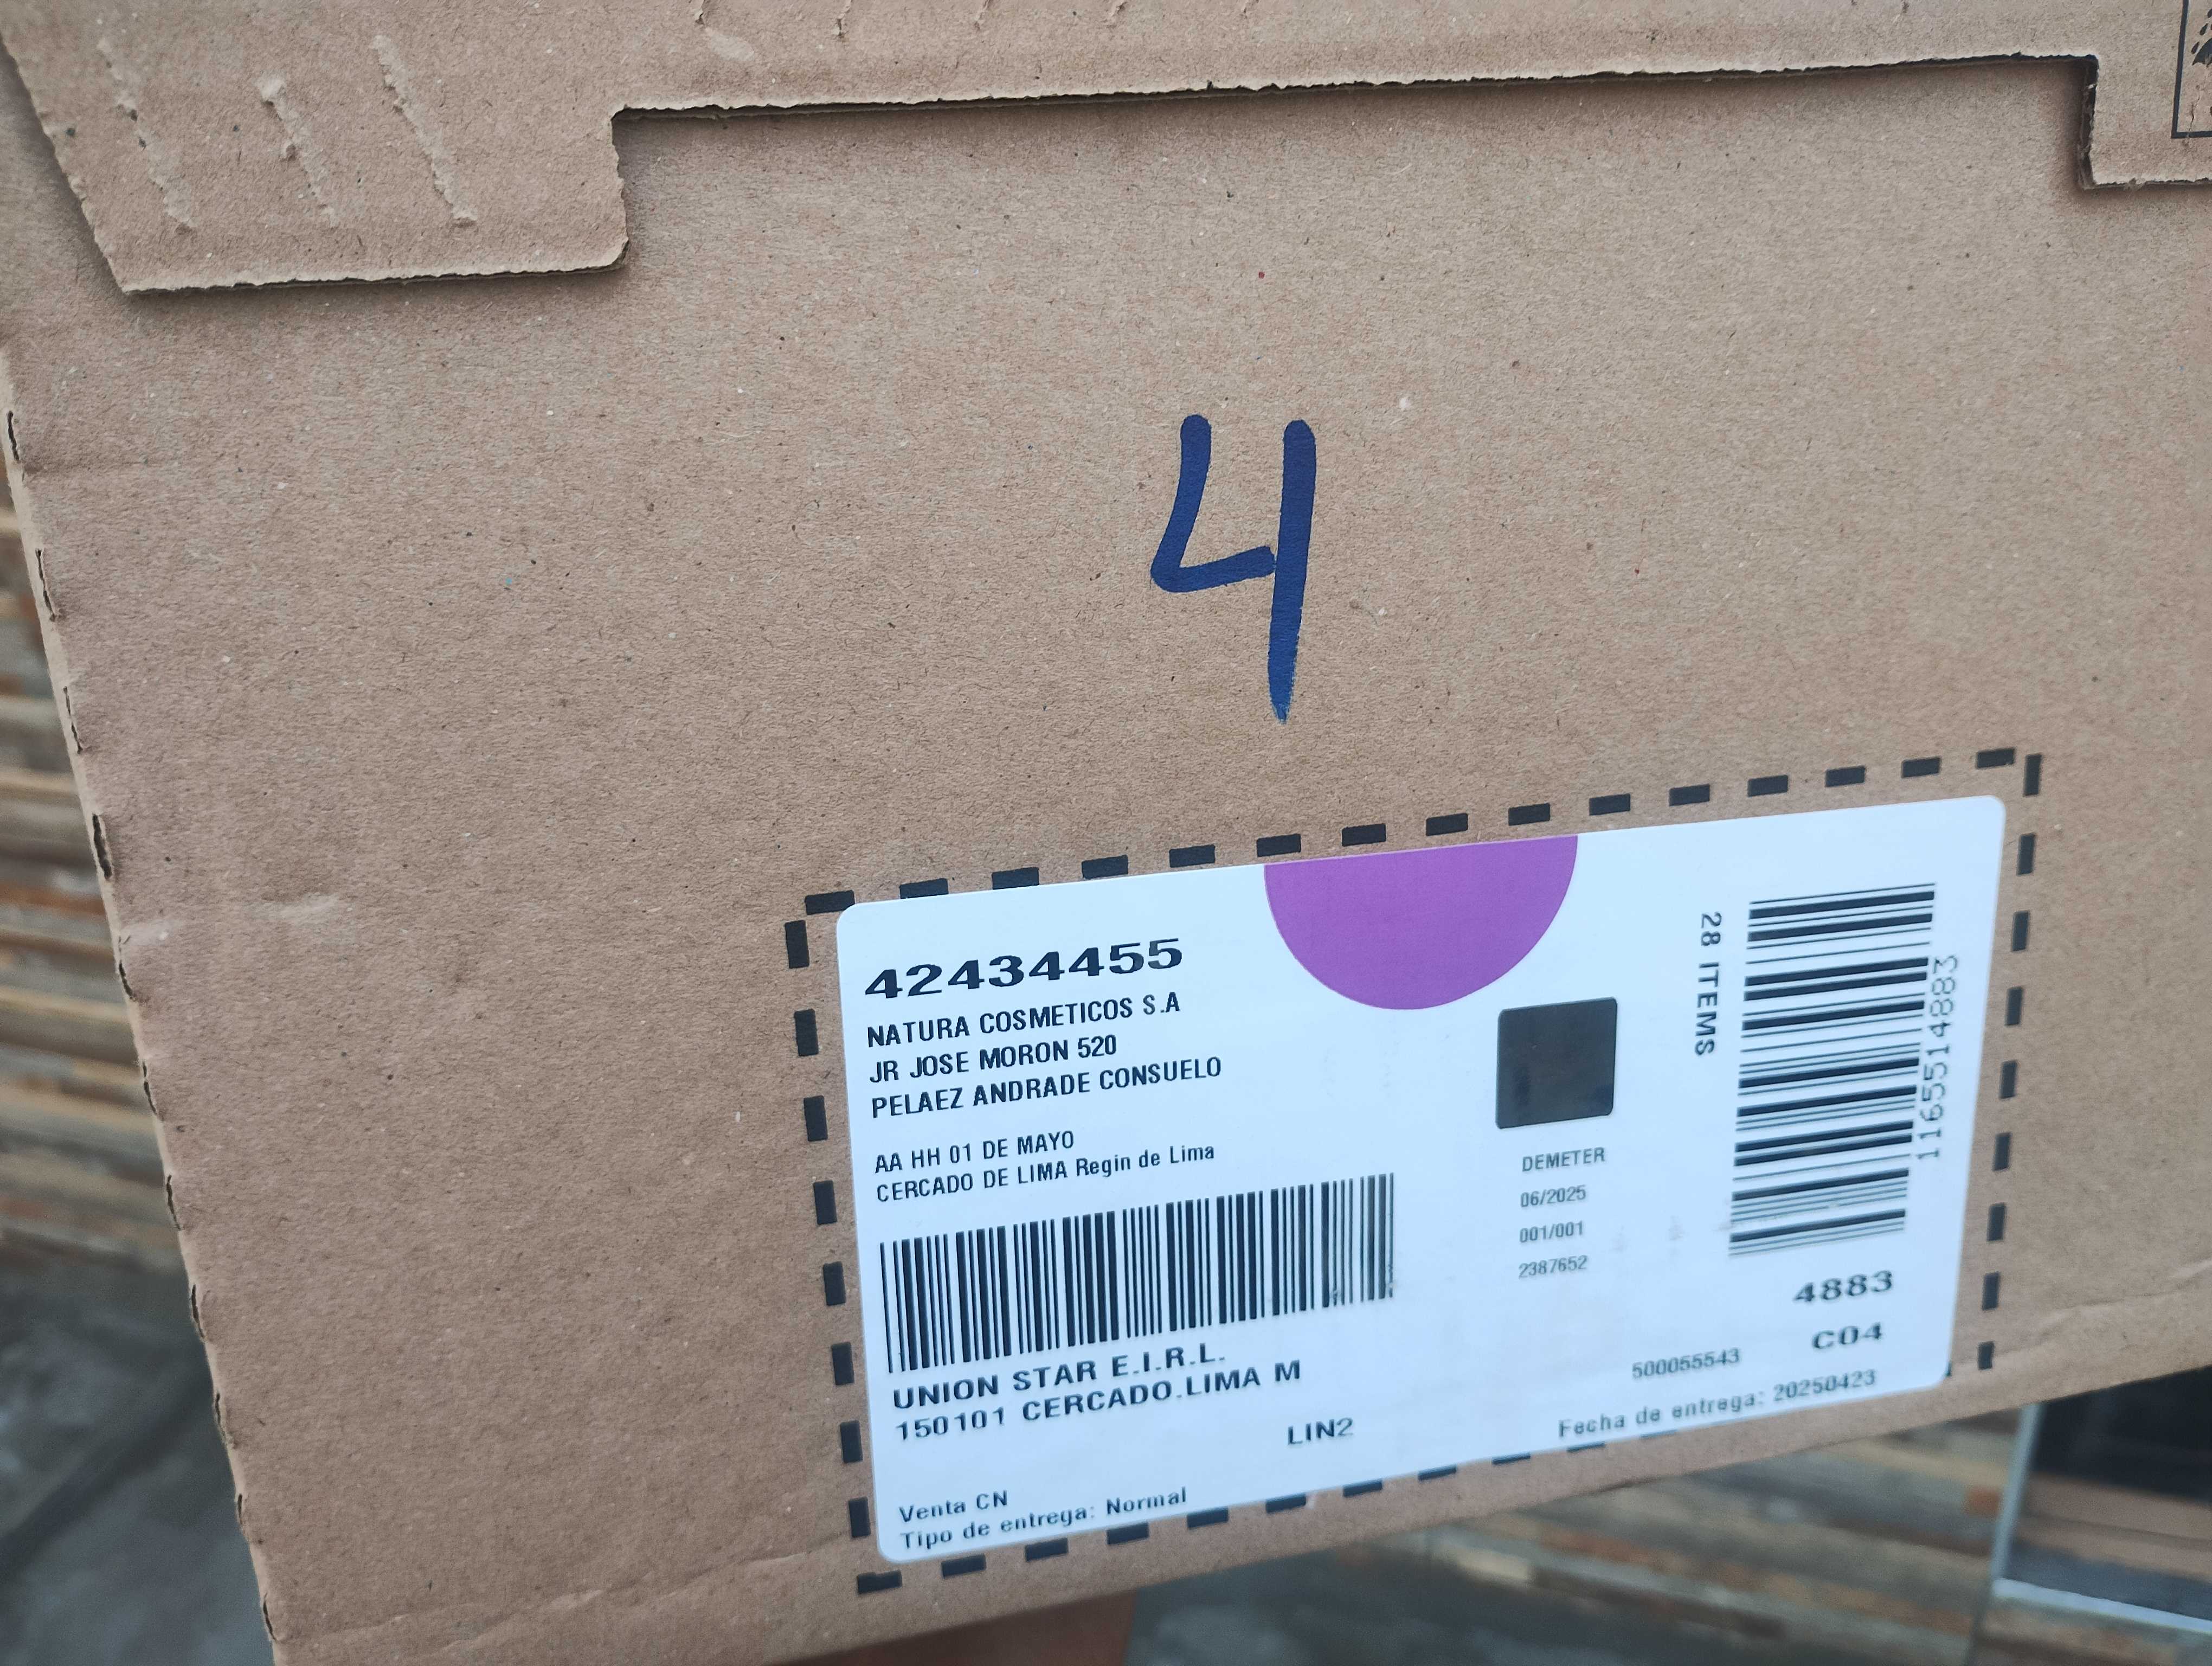 4
42434455
NATURA COSMETICOS S.A
JR JOSE MORON 520
PELAEZ ANDRADE CONSUELO
AA HH 01 DE MAYO
CERCADO DE LIMA Regin de Lima
UNION STAR E.I.R.L.
150101 CERCADO.LIMA M
LIN2
Venta CN
Tipo de entrega: Normal
DEMETER
06/2025
001/001
2387652
28 ITEMS
1165514883
4883
C04
500055543
Fecha de entrega: 20250423